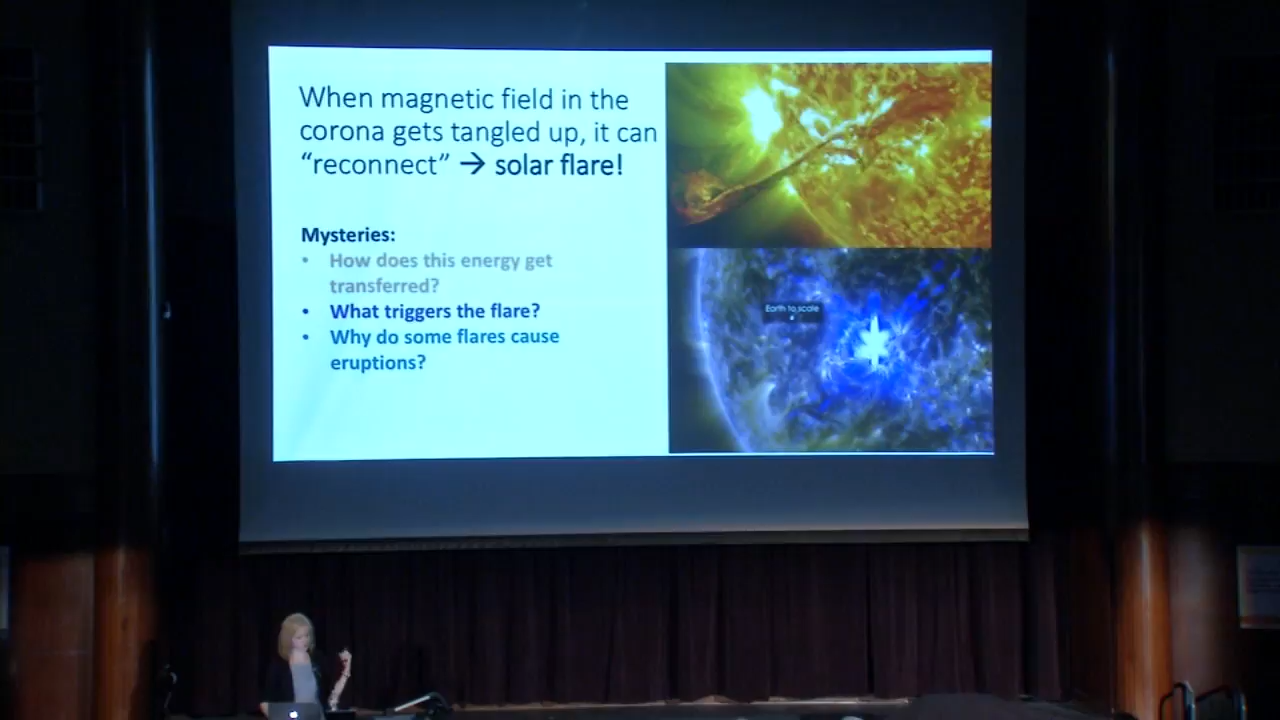 When magnetic field in the
corona gets tangled up, it can
“reconnect” → solar flare!
Mysteries:
• How does this energy get
transferred?
• What triggers the flare?
• Why do some flares cause
eruptions?
Earth to scale